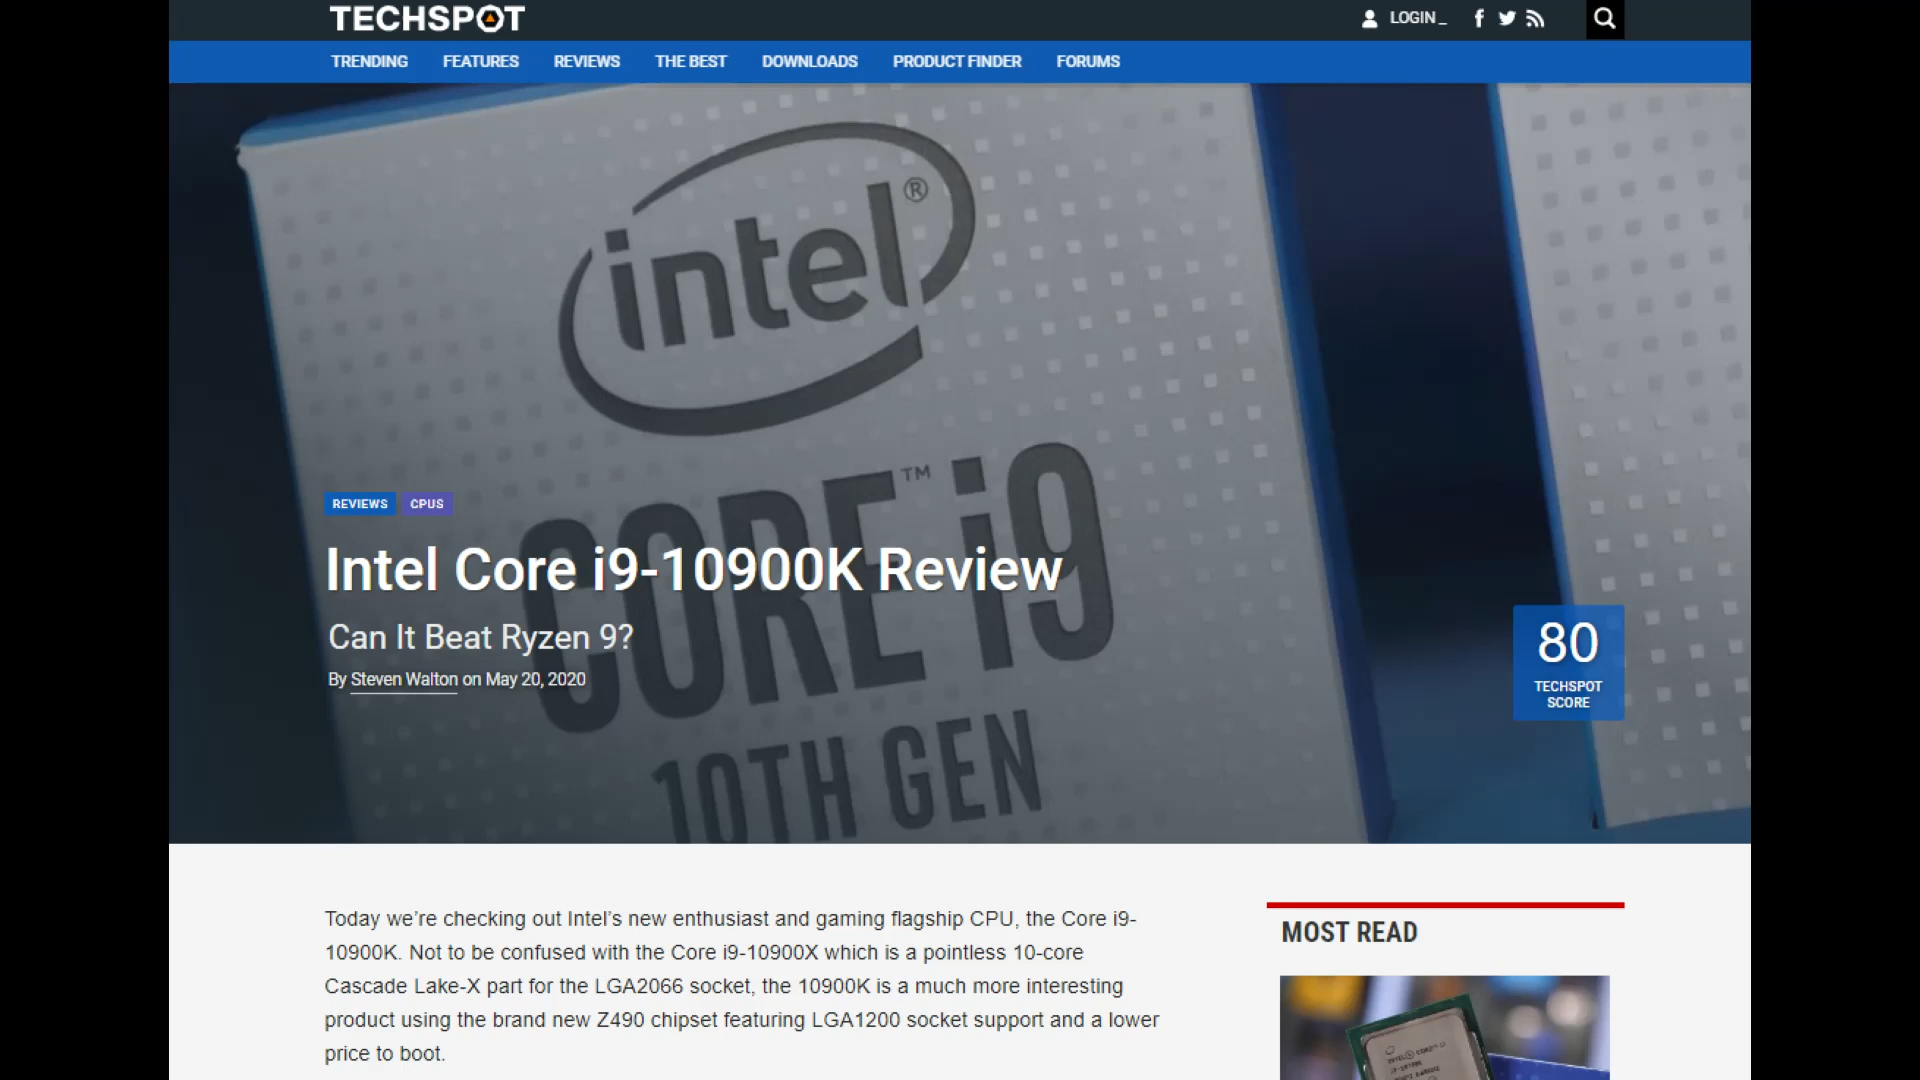 TECHSPOT
LOGIN_
TRENDING FEATURES REVIEWS THE BEST DOWNLOADS PRODUCT FINDER FORUMS
intel®
CORE™ i9
10TH GEN
REVIEWS CPUS
Intel Core i9-10900K Review
Can It Beat Ryzen 9?
By Steven Walton on May 20, 2020
80
TECHSPOT
SCORE
Today we’re checking out Intel’s new enthusiast and gaming flagship CPU, the Core i9-
10900K. Not to be confused with the Core i9-10900X which is a pointless 10-core
Cascade Lake-X part for the LGA2066 socket, the 10900K is a much more interesting
product using the brand new Z490 chipset featuring LGA1200 socket support and a lower
price to boot.
MOST READ